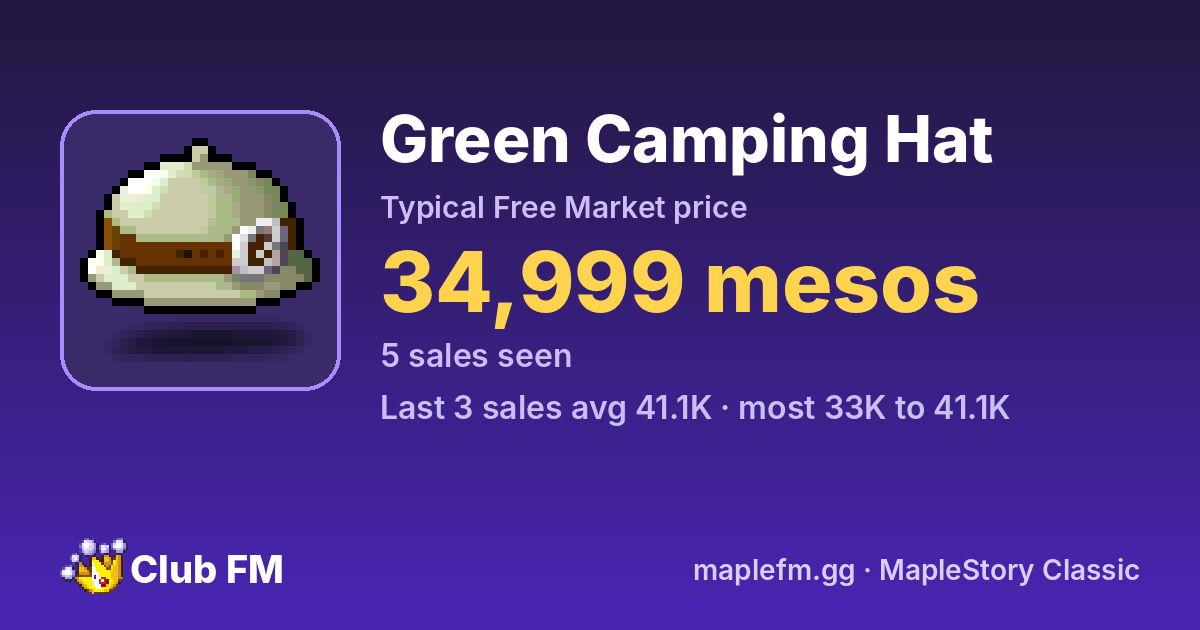 Green Camping Hat
Typical Free Market price
34,999 mesos
5 sales seen
Last 3 sales avg 41.1K · most 33K to 41.1K
Club FM
maplefm.gg · MapleStory Classic